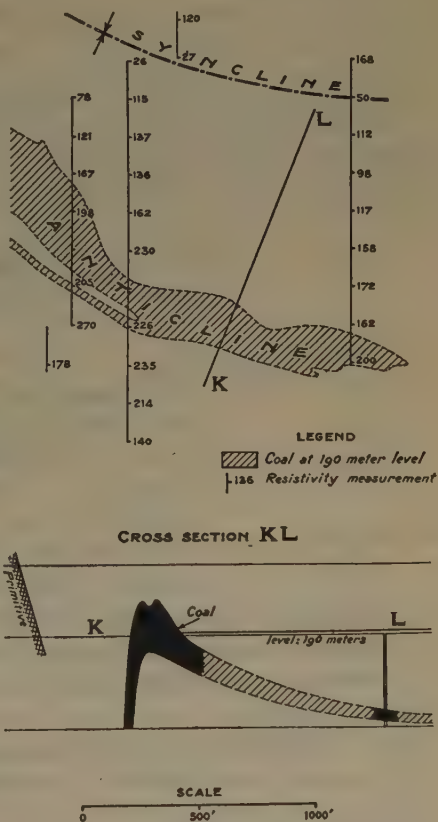 120
27
SYNCLINE
26
115
137
136
162
230
226
235
214
140
78
121
167
198
205
270
178
168
50
112
98
117
158
172
162
200
ANTICLINE
L
K
LEGEND
Coal at 190 meter level
136 Resistivity measurement
CROSS SECTION KL
Primitive
Coal
K
L
level: 190 meters
SCALE
0 500' 1000'